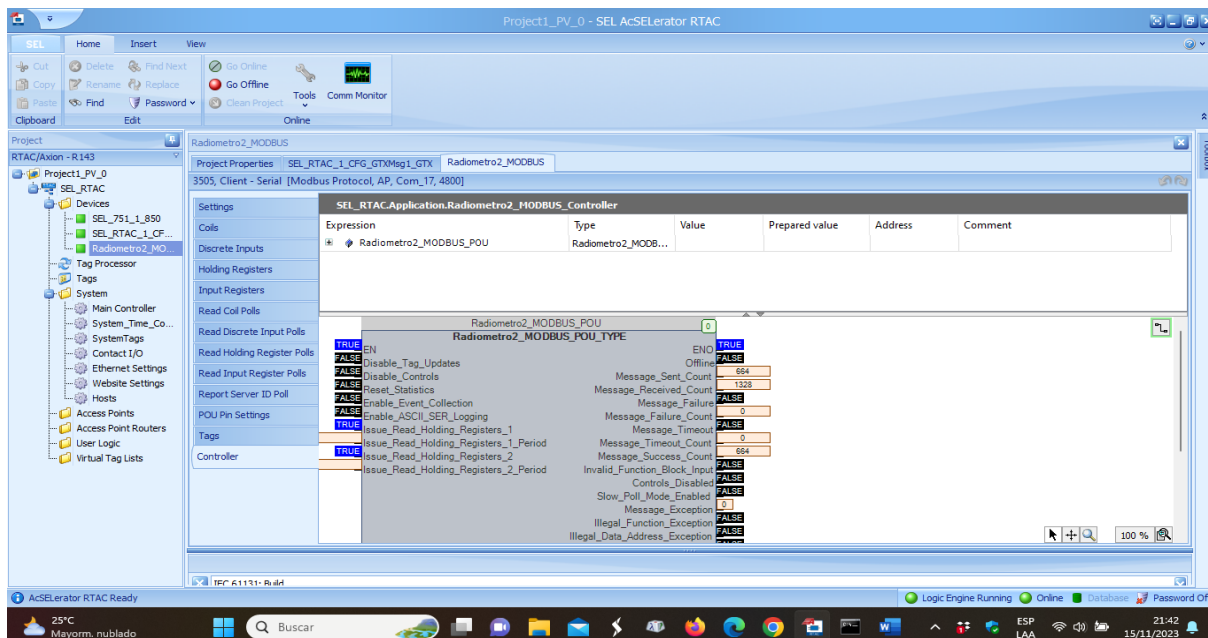 Project1_PV_0 - SEL AcSELerator RTAC
SEL Home Insert View
Cut Delete Find Next Go Online
Copy Rename Replace Go Offline Tools Comm Monitor
Paste Find Password Clean Project
Clipboard Edit Online
Project
RTAC/Axion - R143
Project1_PV_0
SEL_RTAC
Devices
SEL_751_1_850
SEL_RTAC_1_CF...
Radiometro2_MO...
Tag Processor
Tags
System
Main Controller
System_Time_Co...
SystemTags
Contact I/O
Ethernet Settings
Website Settings
Hosts
Access Points
Access Point Routers
User Logic
Virtual Tag Lists
Radiometro2_MODBUS
Project Properties SEL_RTAC_1_CFG_GTXMsg1_GTX Radiometro2_MODBUS
3505, Client - Serial [Modbus Protocol, AP, Com_17, 4800]
Settings
Coils
Discrete Inputs
Holding Registers
Input Registers
Read Coil Polls
Read Discrete Input Polls
Read Holding Register Polls
Read Input Register Polls
Report Server ID Poll
POU Pin Settings
Tags
Controller
SEL_RTAC.Application.Radiometro2_MODBUS_Controller
Expression Type Value Prepared value Address Comment
Radiometro2_MODBUS_POU Radiometro2_MODB...
Radiometro2_MODBUS_POU 0
Radiometro2_MODBUS_POU_TYPE 0
TRUE EN ENO TRUE
FALSE Disable_Tag_Updates Offline FALSE
FALSE Disable_Controls Message_Sent_Count 664
FALSE Reset_Statistics Message_Received_Count 1328
FALSE Enable_Event_Collection Message_Failure FALSE
FALSE Enable_ASCII_SER_Logging Message_Failure_Count 0
TRUE Issue_Read_Holding_Registers_1 Message_Timeout FALSE
Issue_Read_Holding_Registers_1_Period Message_Timeout_Count 0
TRUE Issue_Read_Holding_Registers_2 Message_Success_Count 664
Issue_Read_Holding_Registers_2_Period Invalid_Function_Block_Input FALSE
Controls_Disabled FALSE
Slow_Poll_Mode_Enabled FALSE
Message_Exception 0
Illegal_Function_Exception FALSE
Illegal_Data_Address_Exception FALSE
100 %
IEC 61131: Build
AcSELerator RTAC Ready Logic Engine Running Online Database Password Of
25°C
Mayorm. nublado
Buscar
ESP
LAA
21:42
15/11/2023